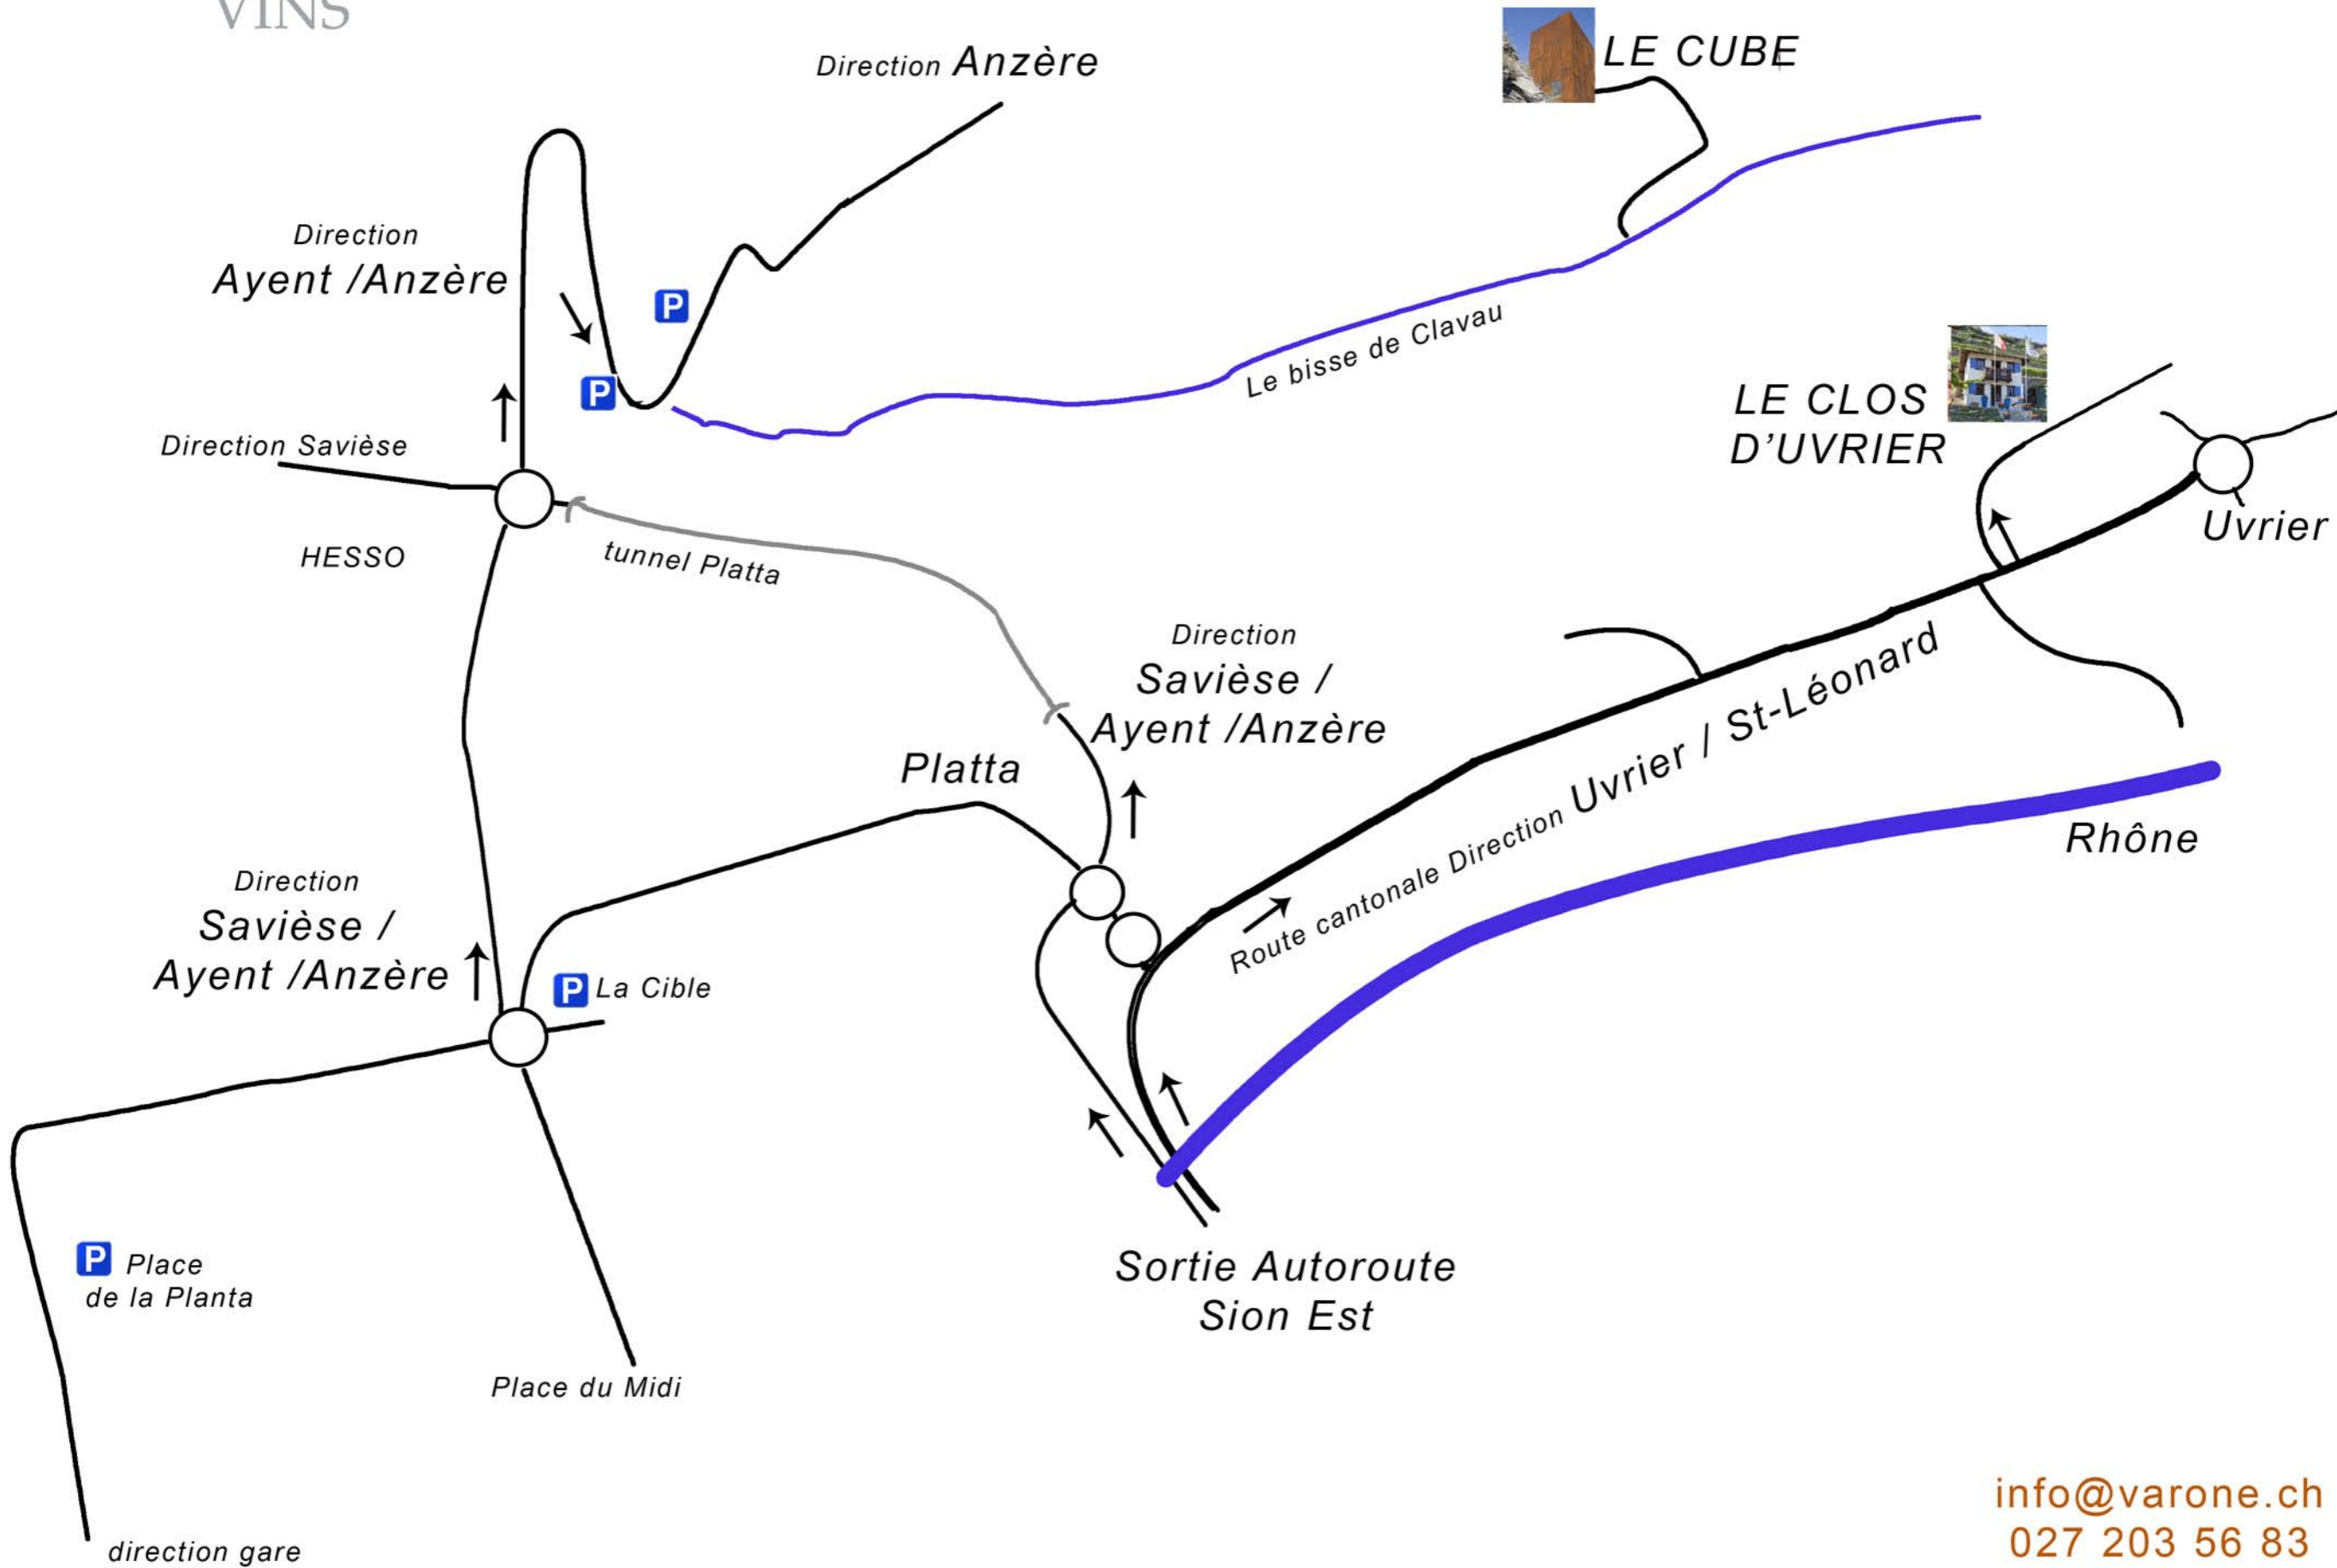 VINS
Direction Anzère
LE CUBE
Direction
Ayent /Anzère
P
P
Le bisse de Clavau
LE CLOS
D'UVRIER
Direction Savièse
Uvrier
HESSO
tunnel Platta
Direction
Savièse /
Ayent /Anzère
Platta
Route cantonale Direction Uvrier / St-Léonard
Rhône
Direction
Savièse /
Ayent /Anzère
P La Cible
P Place
de la Planta
Sortie Autoroute
Sion Est
Place du Midi
direction gare
info@varone.ch
027 203 56 83